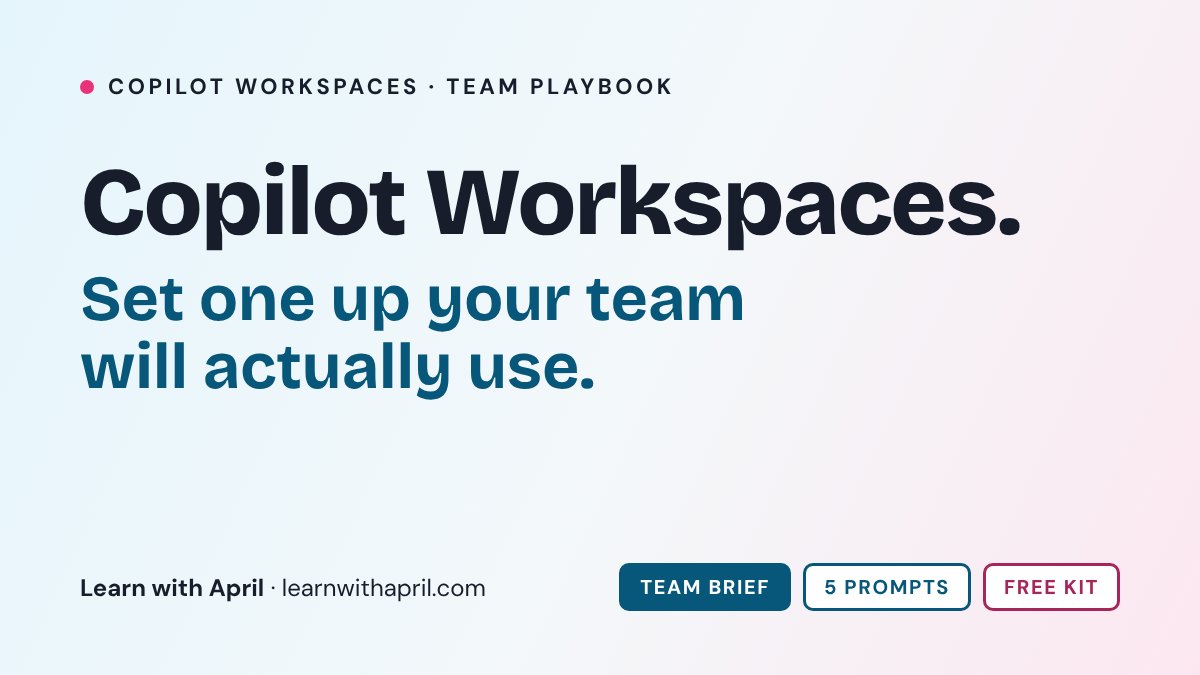 COPILOT WORKSPACES · TEAM PLAYBOOK
Copilot Workspaces.
Set one up your team
will actually use.
Learn with April · learnwithapril.com
TEAM BRIEF
5 PROMPTS
FREE KIT